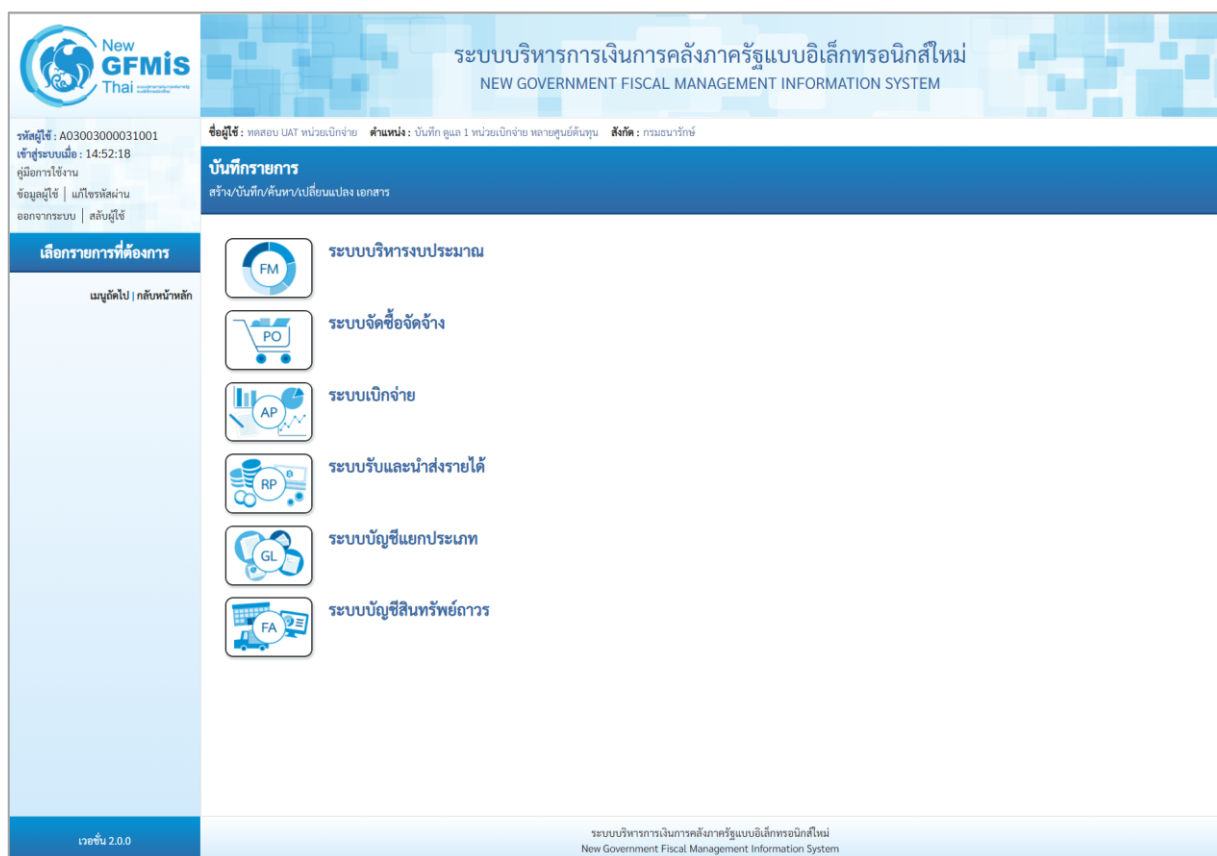 New
GFMIS
Thai
ระบบบริหารการเงินการคลังภาครัฐแบบอิเล็กทรอนิกส์ใหม่
NEW GOVERNMENT FISCAL MANAGEMENT INFORMATION SYSTEM
รหัสผู้ใช้ : A03003000031001
เข้าสู่ระบบเมื่อ : 14:52:18
คู่มือการใช้งาน
ข้อมูลผู้ใช้ | แก้ไขรหัสผ่าน
ออกจากระบบ | สลับผู้ใช้
ชื่อผู้ใช้ : ทดสอบ UAT หน่วยเบิกจ่าย ตำแหน่ง : บันทึก ดูแล 1 หน่วยเบิกจ่าย หลายศูนย์ต้นทุน สังกัด : กรมธนารักษ์
บันทึกรายการ
สร้าง/บันทึก/ค้นหา/เปลี่ยนแปลง เอกสาร
เลือกรายการที่ต้องการ
เมนูถัดไป | กลับหน้าหลัก
FM
ระบบบริหารงบประมาณ
PO
ระบบจัดซื้อจัดจ้าง
AP
ระบบเบิกจ่าย
RP
ระบบรับและนำส่งรายได้
GL
ระบบบัญชีแยกประเภท
FA
ระบบบัญชีสินทรัพย์ถาวร
เวอชั่น 2.0.0
ระบบบริหารการเงินการคลังภาครัฐแบบอิเล็กทรอนิกส์ใหม่
New Government Fiscal Management Information System